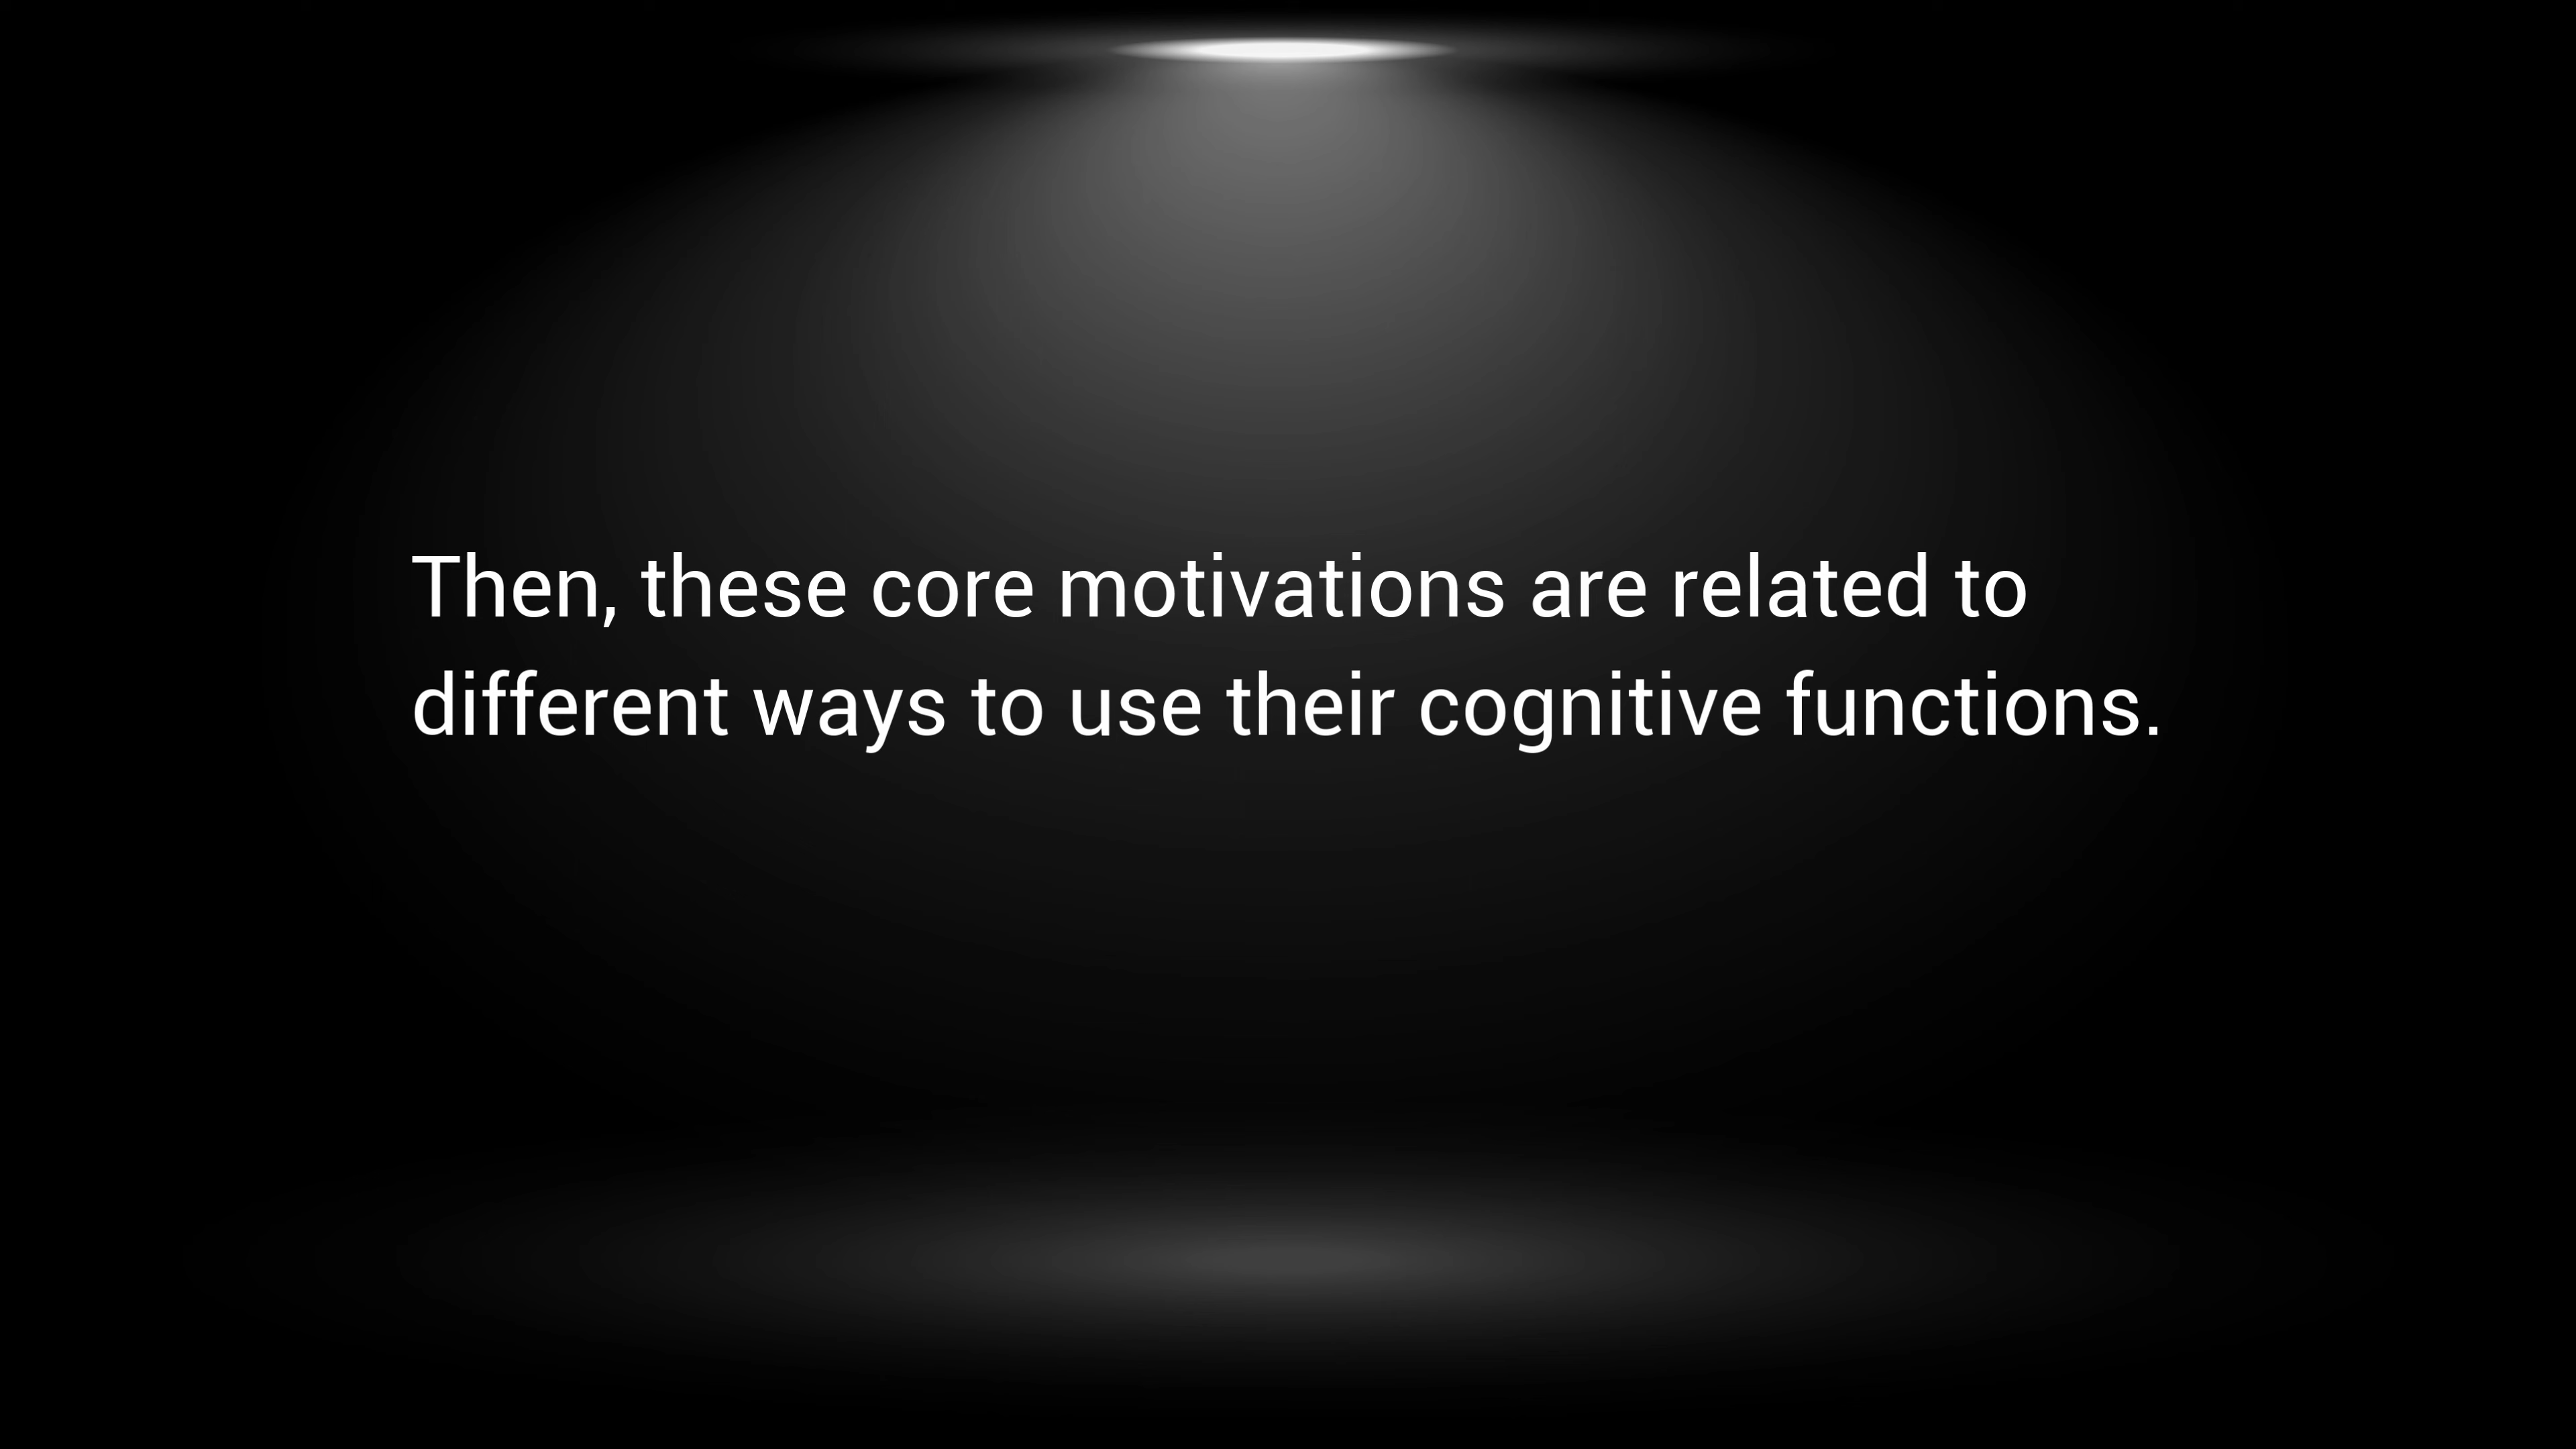 Then, these core motivations are related to
different ways to use their cognitive functions.